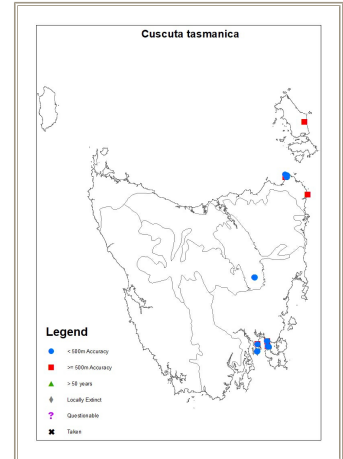 Cuscuta tasmanica
Legend
< 500m Accuracy
>= 500m Accuracy
> 50 years
Locally Extinct
? Questionable
Taken